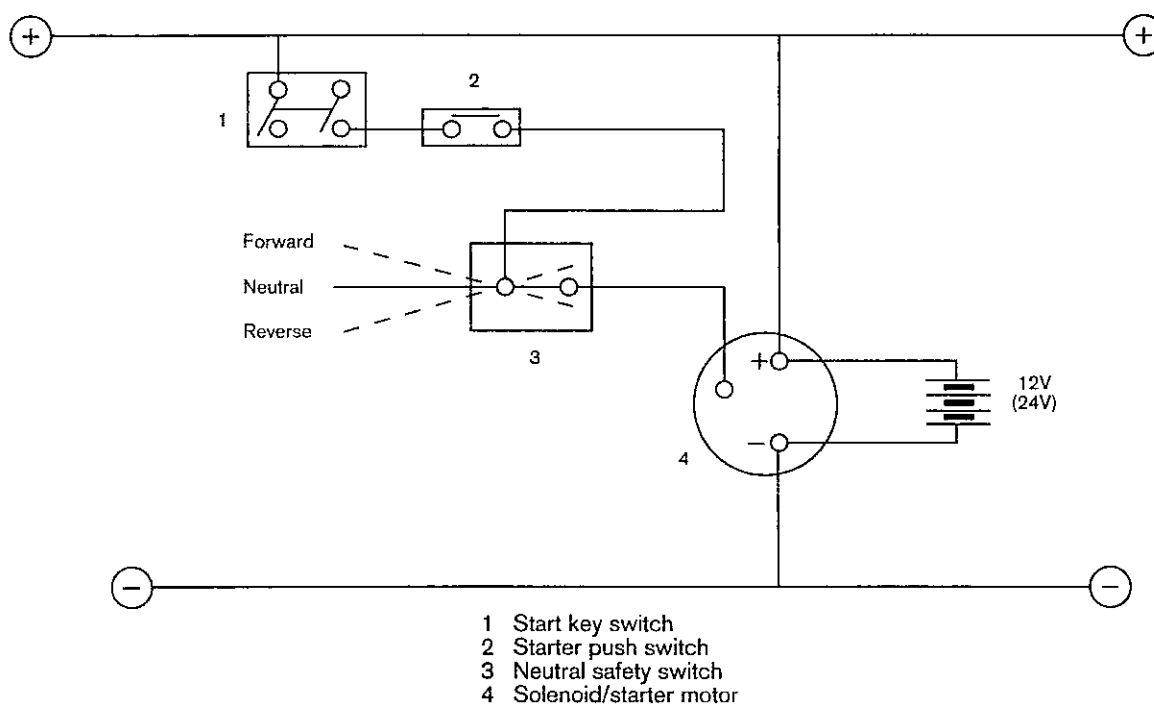 +
+
2
1
Forward
Neutral
Reverse
3
+
12V
(24V)
−
4
−
−
1 Start key switch
2 Starter push switch
3 Neutral safety switch
4 Solenoid/starter motor